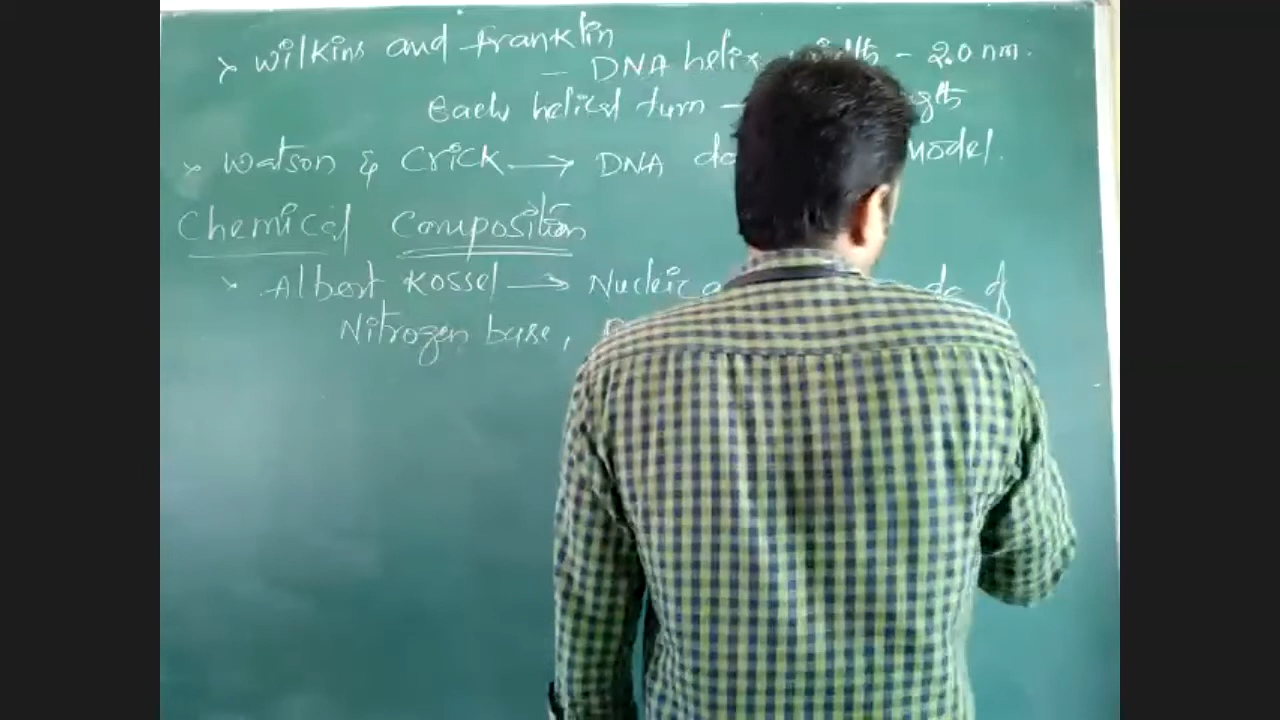 > Wilkins and Franklin
– DNA helix width – 2.0 nm.
Each helical turn –
> Watson & Crick → DNA model.
Chemical Composition
> Albert Kossel → Nucleic of
Nitrogen base,